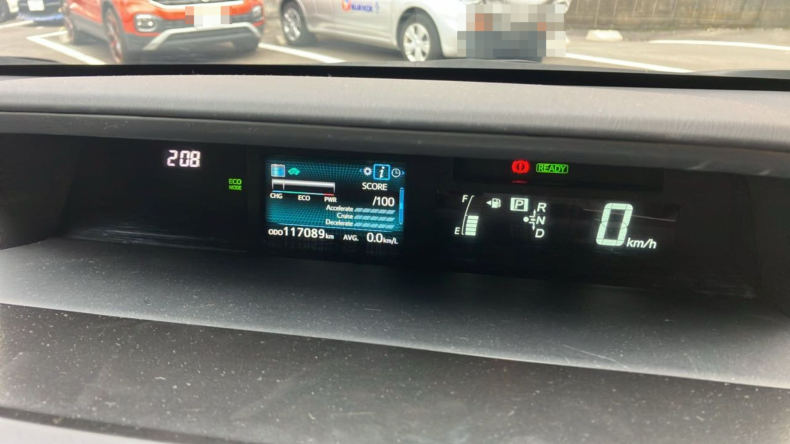 2:08
ECO
MODE
i
SCORE
/100
CHG ECO PWR
Accelerate
Cruise
Decelerate
ODO 117089 km AVG. 0.0 km/L
READY
F
E
P
R
N
D
0 km/h